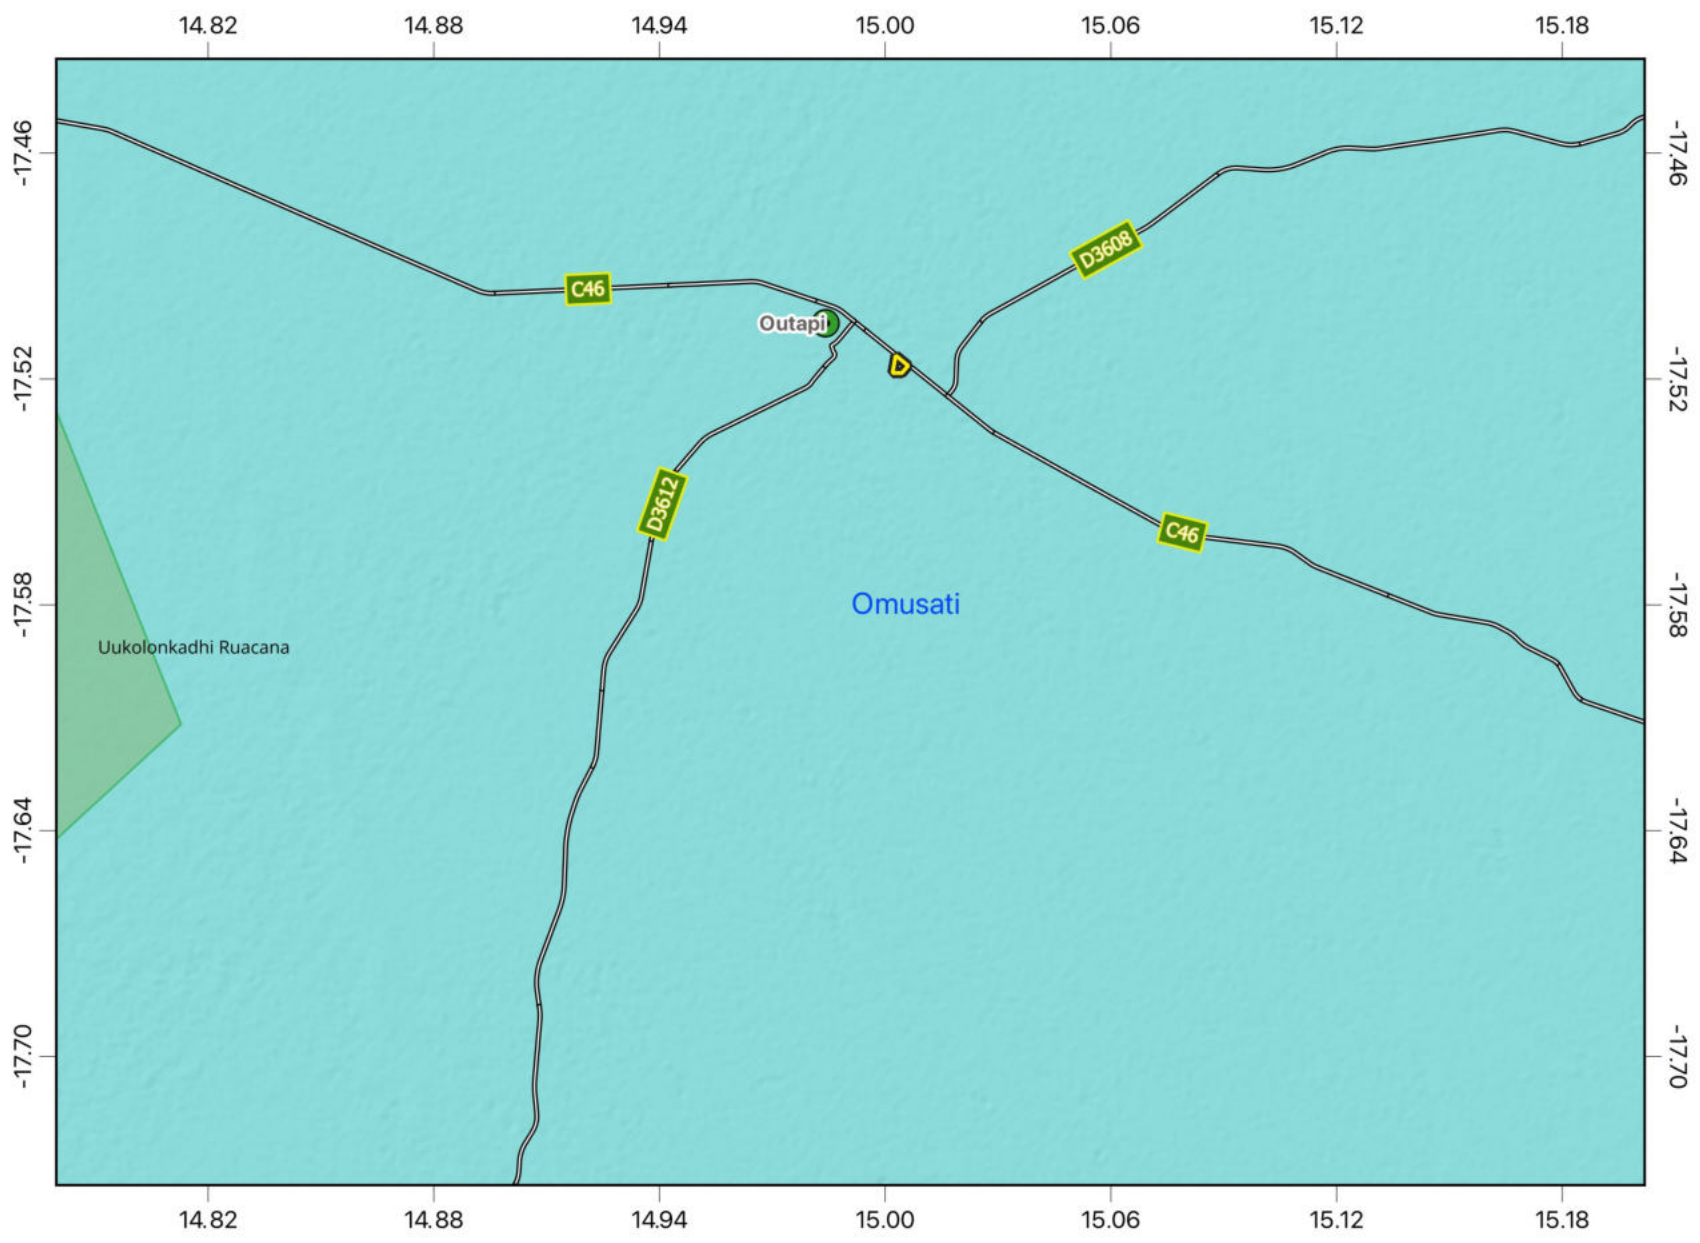 14.82 14.88 14.94 15.00 15.06 15.12 15.18
-17.46 -17.46
D3608
C46
Outapi
-17.52 -17.52
D3612
C46
-17.58 Omusati -17.58
Uukolonkadhi Ruacana
-17.64 -17.64
-17.70 -17.70
14.82 14.88 14.94 15.00 15.06 15.12 15.18